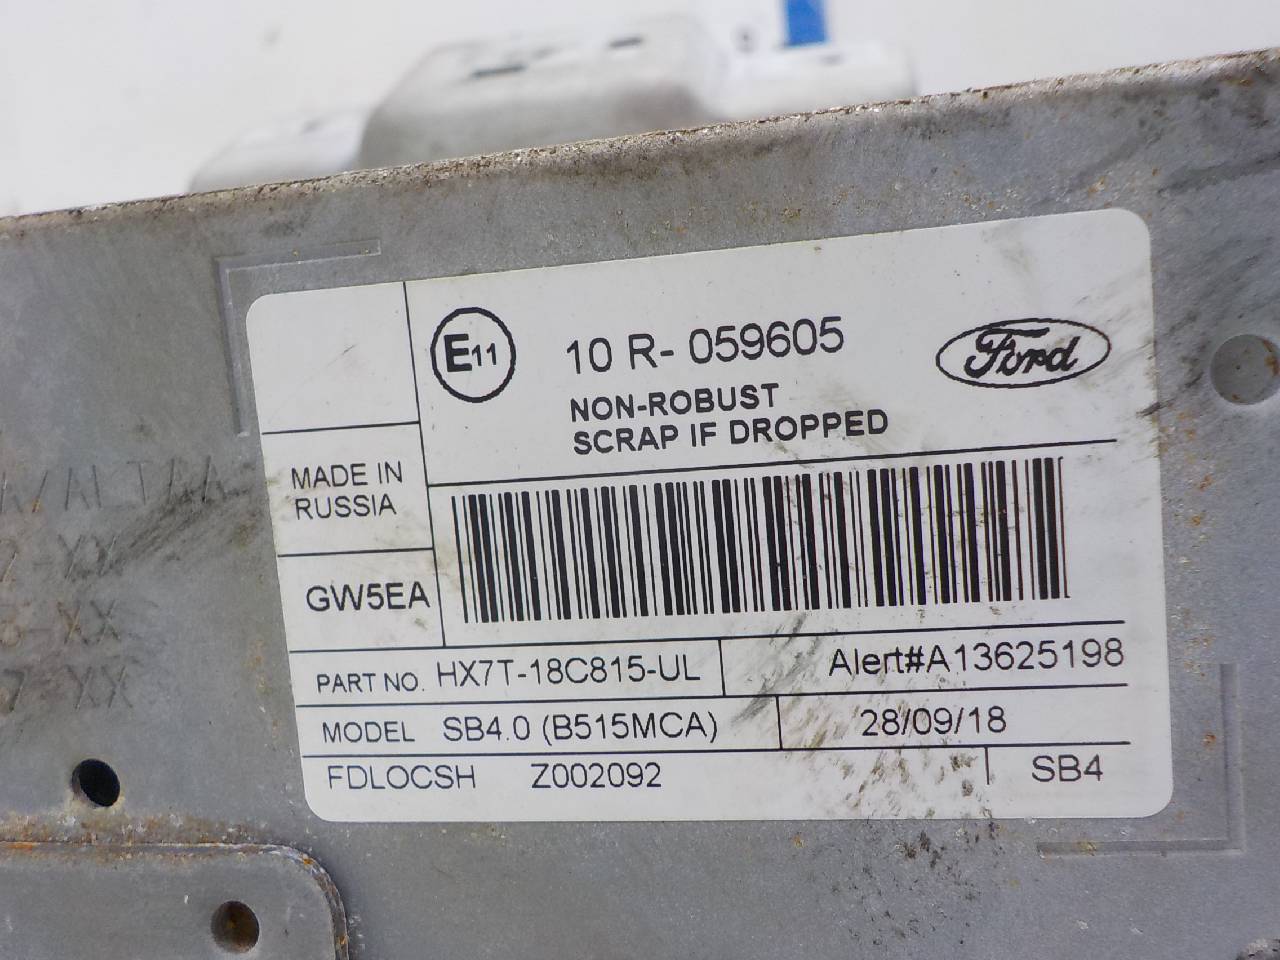 E11
10 R- 059605
Ford
NON-ROBUST
SCRAP IF DROPPED
MADE IN
RUSSIA
GW5EA
PART NO. HX7T-18C815-UL
Alert#A13625198
MODEL SB4.0 (B515MCA)
28/09/18
FDLOCSH Z002092
SB4